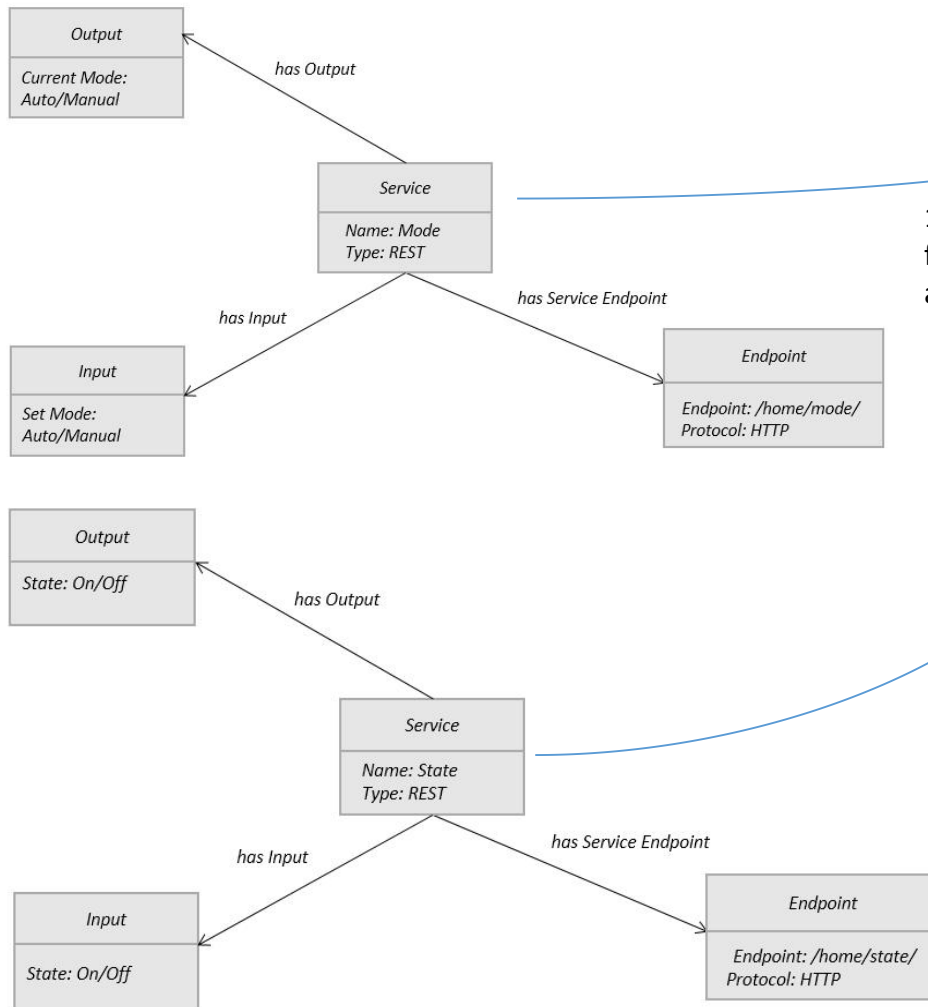 Output
Current Mode:
Auto/Manual
has Output
Service
Name: Mode
Type: REST
has Input
has Service Endpoint
Input
Set Mode:
Auto/Manual
Endpoint
Endpoint: /home/mode/
Protocol: HTTP
Output
State: On/Off
has Output
Service
Name: State
Type: REST
has Input
has Service Endpoint
Input
State: On/Off
Endpoint
Endpoint: /home/state/
Protocol: HTTP